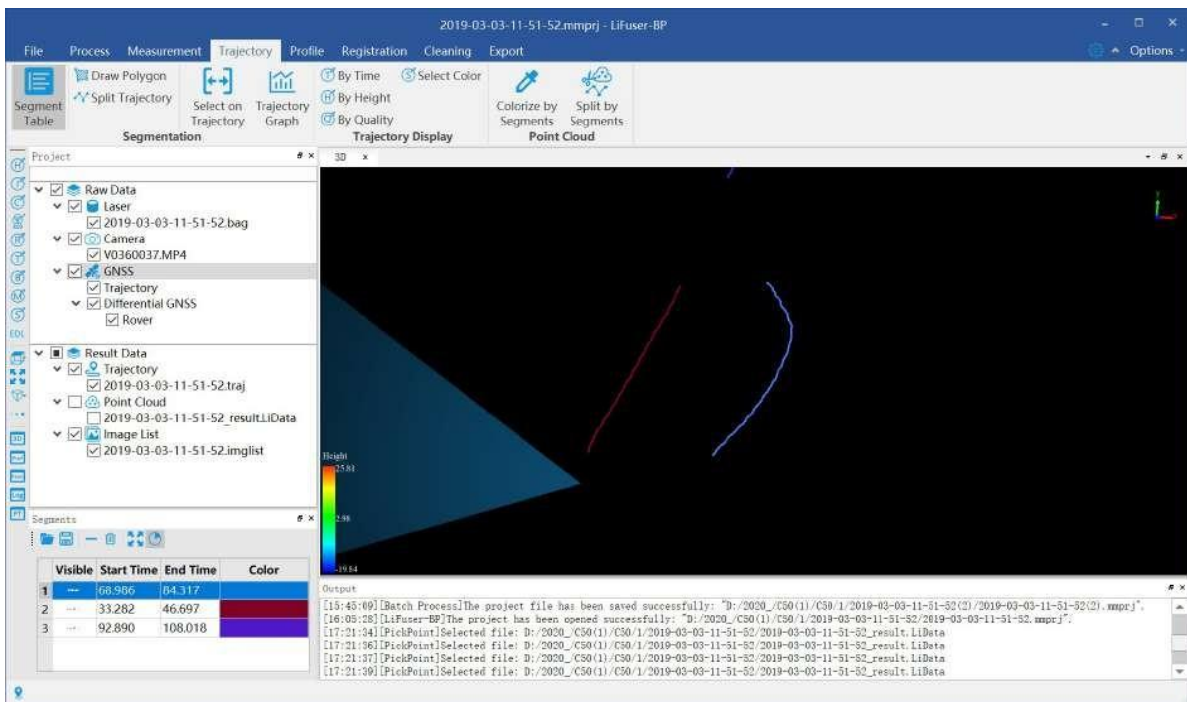 2019-03-03-11-51-52.mmprj - LiFuser-BP
File Process Measurement Trajectory Profile Registration Cleaning Export Options
Segment Table
Draw Polygon
Split Trajectory
Select on Trajectory
Trajectory Graph
Segmentation
By Time
By Height
By Quality
Select Color
Trajectory Display
Colorize by Segments
Split by Segments
Point Cloud
Project
Raw Data
Laser
2019-03-03-11-51-52.bag
Camera
V0360037.MP4
GNSS
Trajectory
Differential GNSS
Rover
Result Data
Trajectory
2019-03-03-11-51-52.traj
Point Cloud
2019-03-03-11-51-52_result.LiData
Image List
2019-03-03-11-51-52.imglist
EDL
3D
Height
25.81
2.98
-19.84
Segments
Visible Start Time End Time Color
1 68.986 84.317
2 33.282 46.697
3 92.890 108.018
Output
[15:45:09][Batch Process]The project file has been saved successfully: "D:/2020_/C50(1)/C50/1/2019-03-03-11-51-52(2)/2019-03-03-11-51-52(2).mmprj".
[16:05:28][LiFuser-BP]The project has been opened successfully: "D:/2020_/C50(1)/C50/1/2019-03-03-11-51-52/2019-03-03-11-51-52.mmprj".
[17:21:34][PickPoint]Selected file: D:/2020_/C50(1)/C50/1/2019-03-03-11-51-52/2019-03-03-11-51-52_result.LiData
[17:21:36][PickPoint]Selected file: D:/2020_/C50(1)/C50/1/2019-03-03-11-51-52/2019-03-03-11-51-52_result.LiData
[17:21:37][PickPoint]Selected file: D:/2020_/C50(1)/C50/1/2019-03-03-11-51-52/2019-03-03-11-51-52_result.LiData
[17:21:39][PickPoint]Selected file: D:/2020_/C50(1)/C50/1/2019-03-03-11-51-52/2019-03-03-11-51-52_result.LiData